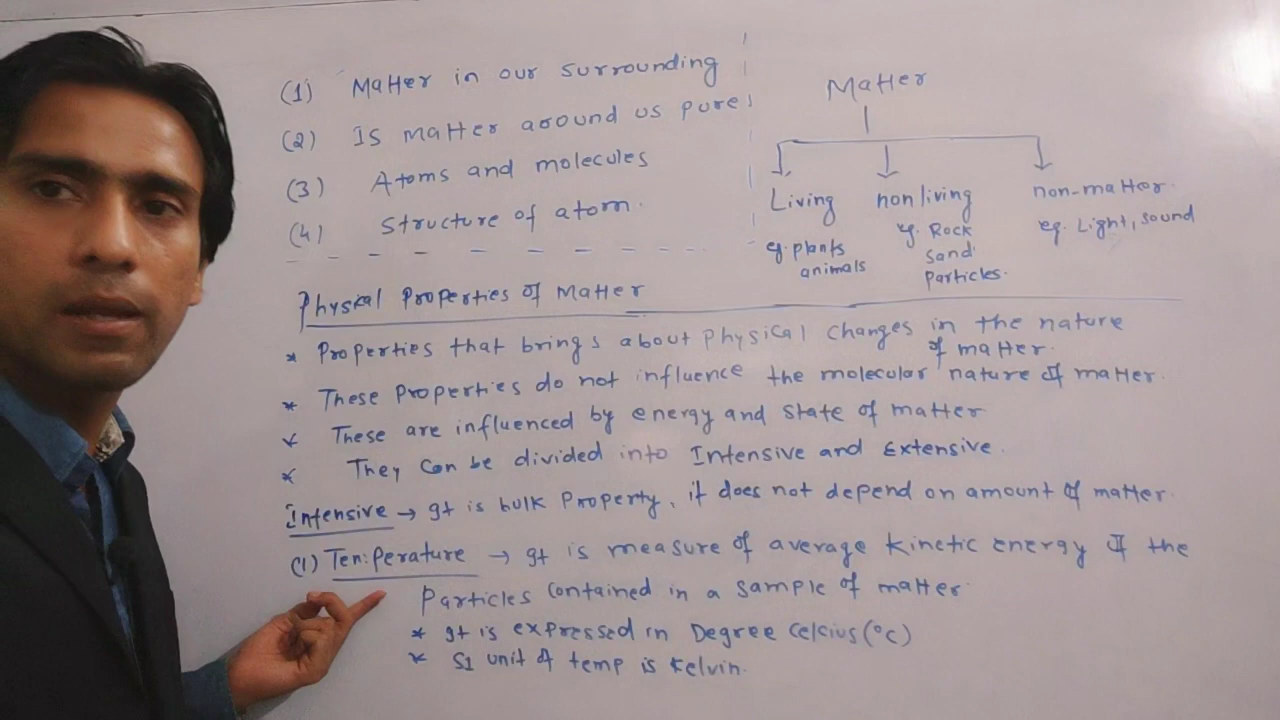 (1) Matter in our surrounding
(2) Is matter around us pure
(3) Atoms and molecules
(4) Structure of atom.
Matter
Living
eg. plants
animals
non living
eg. Rock
Sand
Particles.
non-matter.
eg. Light, sound
Physical Properties of Matter
* Properties that brings about physical changes in the nature
of matter.
* These properties do not influence the molecular nature of matter.
* These are influenced by energy and state of matter
* They can be divided into Intensive and Extensive.
Intensive → It is bulk property, it does not depend on amount of matter.
(1) Temperature → It is measure of average kinetic energy of the
Particles contained in a sample of matter.
* It is expressed in Degree celcius (°C)
* SI unit of temp is kelvin.